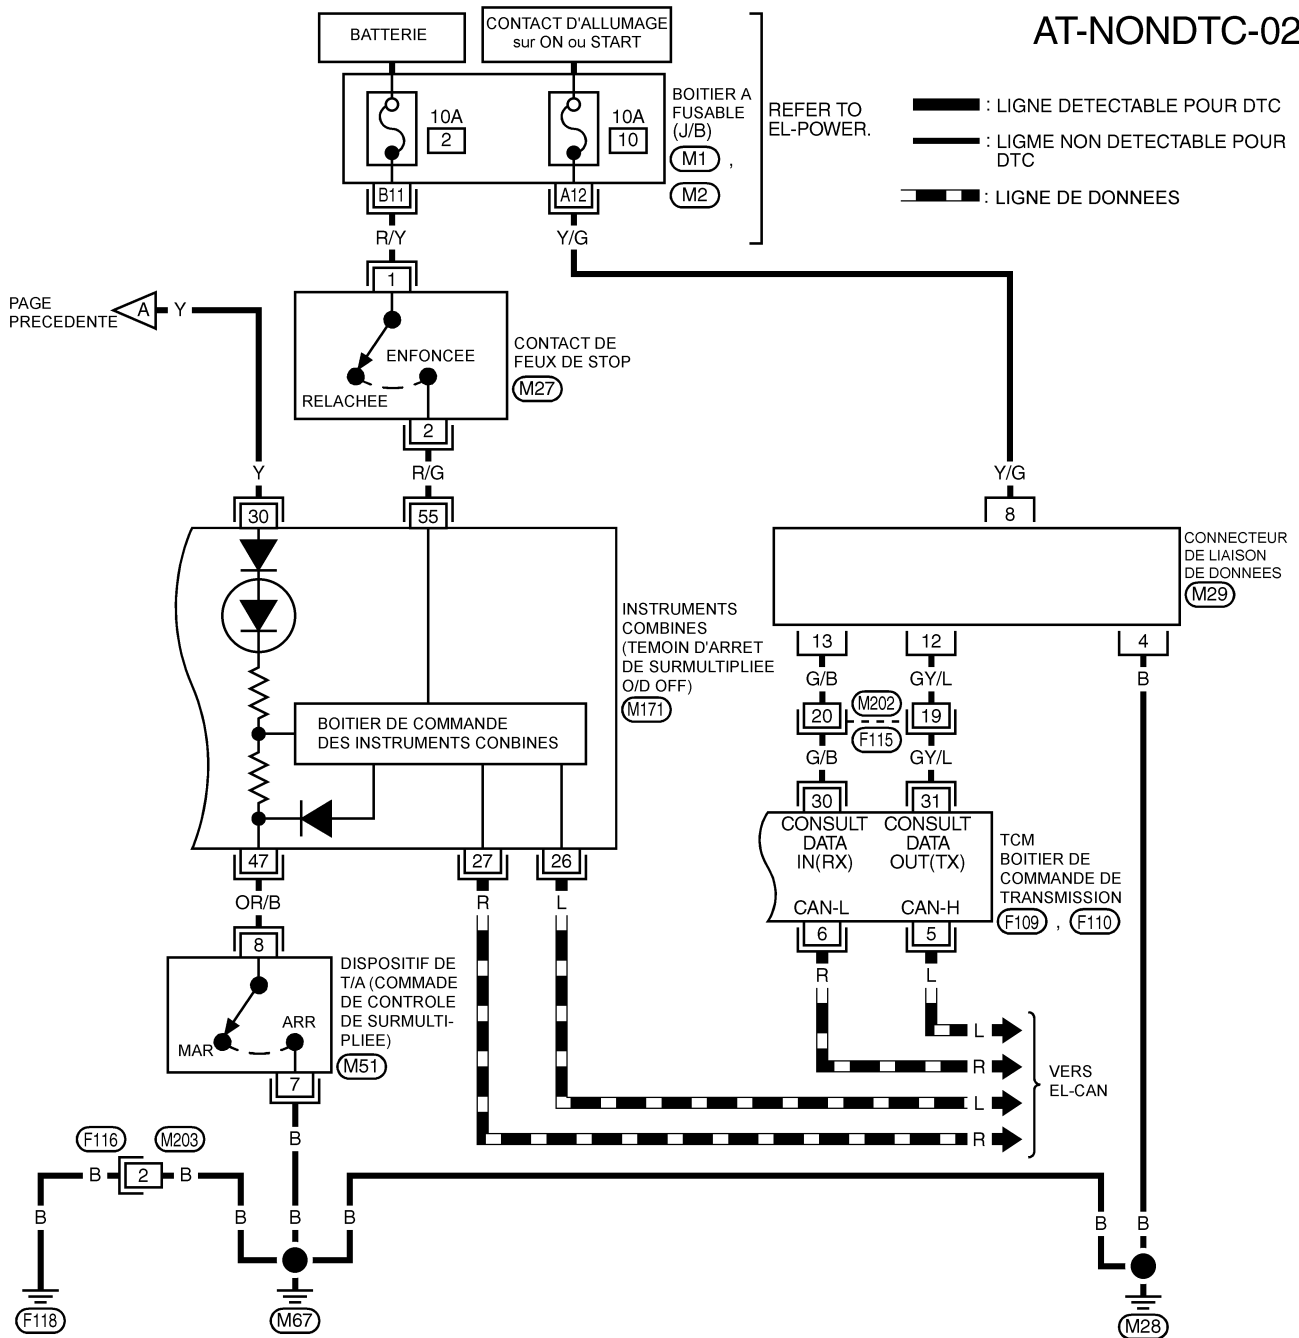 AT-NONDTC-02
BATTERIE
CONTACT D'ALLUMAGE
sur ON ou START
10A
2
10A
10
BOITIER A
FUSABLE
(J/B)
M1 ,
M2
REFER TO
EL-POWER.
: LIGNE DETECTABLE POUR DTC
: LIGME NON DETECTABLE POUR
DTC
: LIGNE DE DONNEES
B11
A12
R/Y
Y/G
1
PAGE
PRECEDENTE
A
Y
ENFONCEE
RELACHEE
CONTACT DE
FEUX DE STOP
M27
2
Y
R/G
Y/G
30
55
8
CONNECTEUR
DE LIAISON
DE DONNEES
M29
INSTRUMENTS
COMBINES
(TEMOIN D'ARRET
DE SURMULTIPLIEE
O/D OFF)
M171
BOITIER DE COMMANDE
DES INSTRUMENTS CONBINES
13
12
4
G/B
GY/L
B
20
M202
F115
19
G/B
GY/L
30
31
CONSULT
DATA
IN(RX)
CONSULT
DATA
OUT(TX)
CAN-L
CAN-H
TCM
BOITIER DE
COMMANDE DE
TRANSMISSION
F109 , F110
47
27
26
6
5
OR/B
R
L
R
L
8
DISPOSITIF DE
T/A (COMMADE
DE CONTROLE
DE SURMULTI-
PLIEE)
M51
MAR
ARR
7
L
R
L
R
VERS
EL-CAN
B
F116
M203
B
2
B
B
B
B
B
B
B
F118
M67
M28